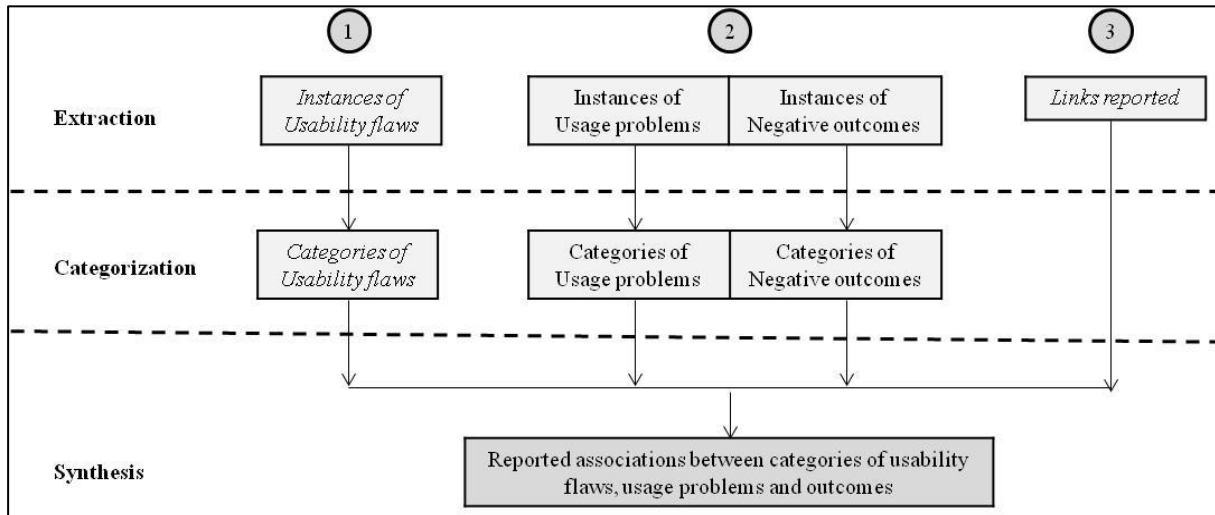 1
2
3
Extraction
Instances of
Usability flaws
Instances of
Usage problems
Instances of
Negative outcomes
Links reported
Categorization
Categories of
Usability flaws
Categories of
Usage problems
Categories of
Negative outcomes
Synthesis
Reported associations between categories of usability
flaws, usage problems and outcomes